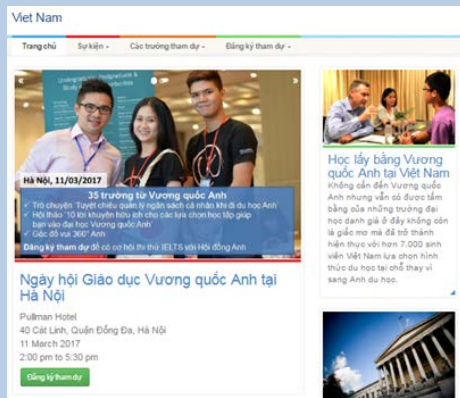 Viet Nam
Trang chủ
Sự kiện
Các trường tham dự
Đăng ký tham dự
Hà Nội, 11/03/2017
35 trường từ Vương quốc Anh
Trò chuyện 'Tuyệt chiêu quản lý ngân sách cá nhân khi đi du học Anh'
Hội thảo '10 lời khuyên hữu ích cho các lựa chọn học tập giúp
bạn vào đại học Vương quốc Anh'
Góc đố vui 360° Anh
Đăng ký tham dự để có cơ hội thi thử IELTS với Hội đồng Anh
Ngày hội Giáo dục Vương quốc Anh tại
Hà Nội
Pullman Hotel
40 Cát Linh, Quận Đống Đa, Hà Nội
11 March 2017
2:00 pm to 5:30 pm
Đăng ký tham dự
Học lấy bằng Vương
quốc Anh tại Việt Nam
Không cần đến Vương quốc
Anh nhưng vẫn có được tấm
bằng của những trường đại
học danh giá ở đây không còn
là giấc mơ mà đã trở thành
hiện thực với hơn 7.000 sinh
viên Việt Nam lựa chọn hình
thức du học tại chỗ thay vì
sang Anh du học.